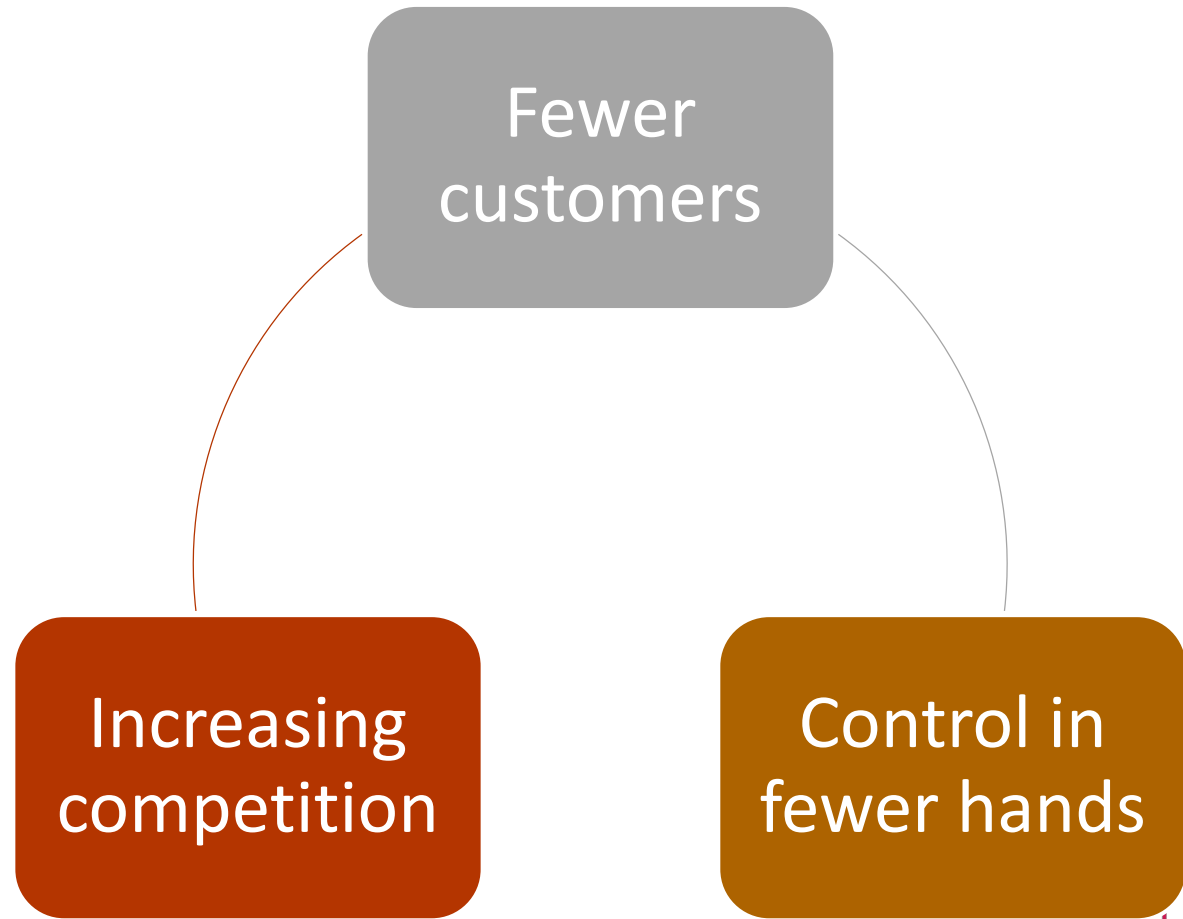 Fewer
customers
Increasing
competition
Control in
fewer hands